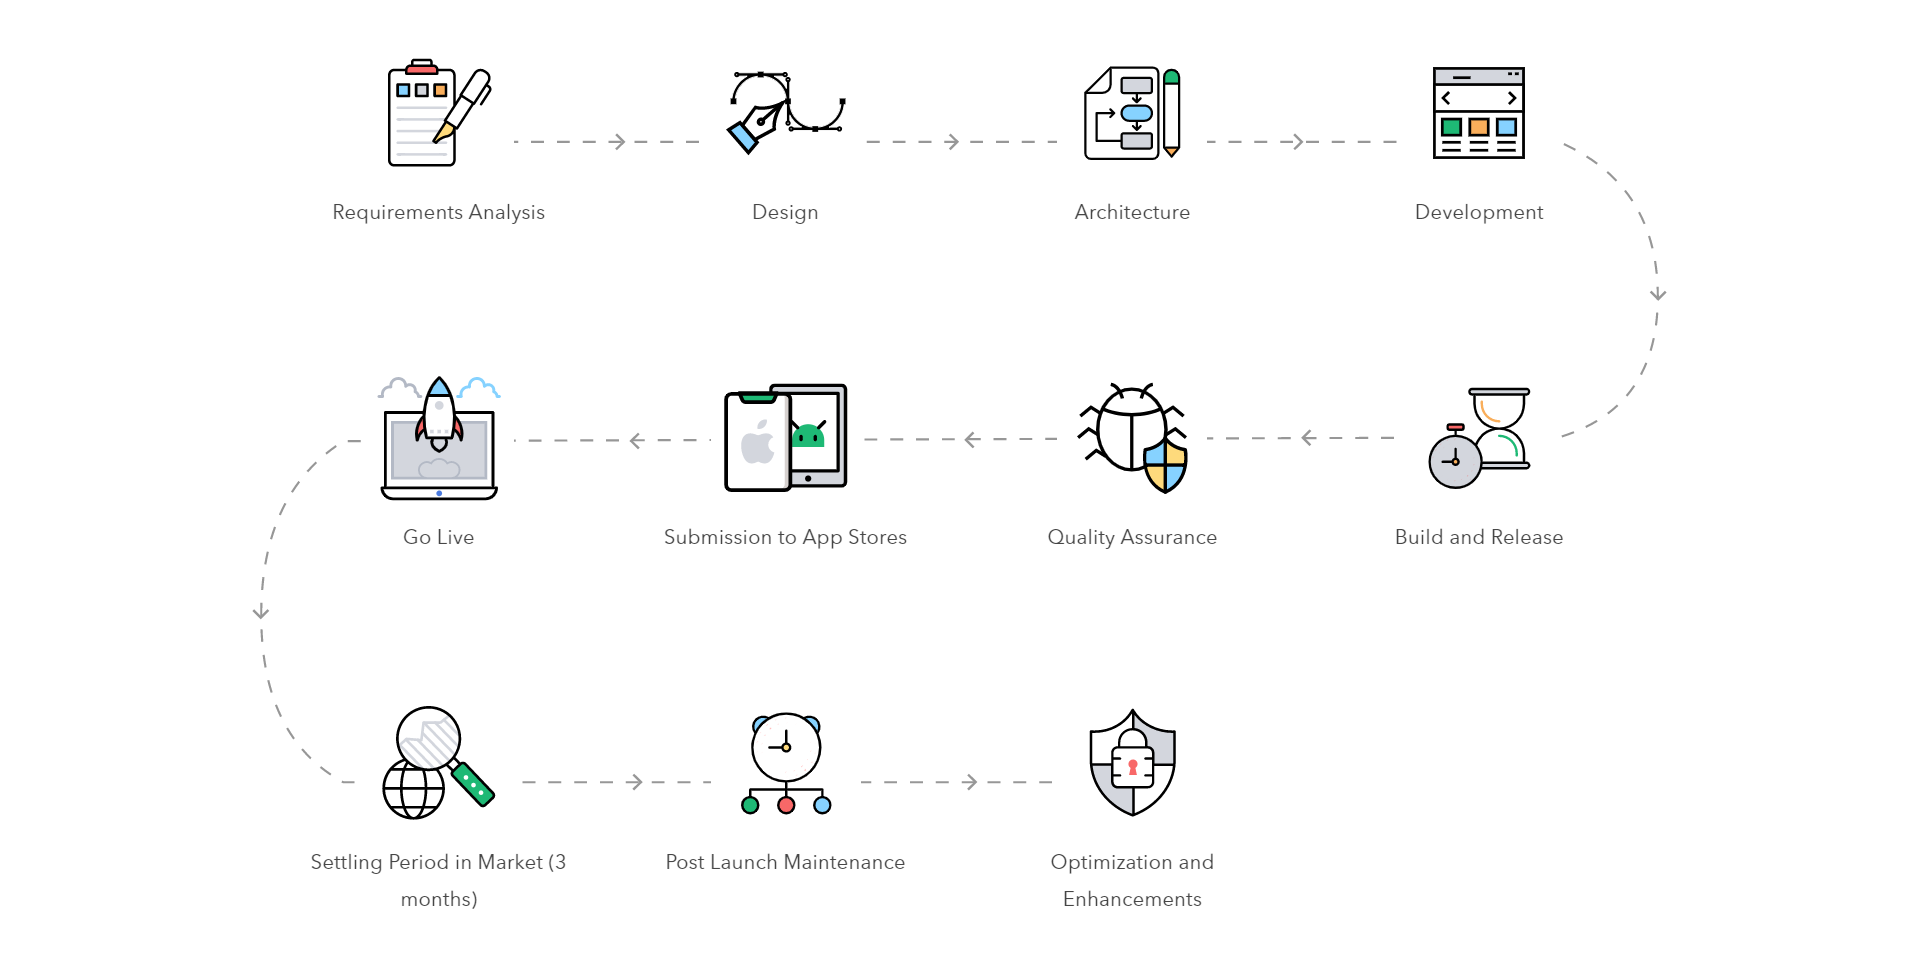 Requirements Analysis
Design
Architecture
Development
Go Live
Submission to App Stores
Quality Assurance
Build and Release
Settling Period in Market (3
months)
Post Launch Maintenance
Optimization and
Enhancements